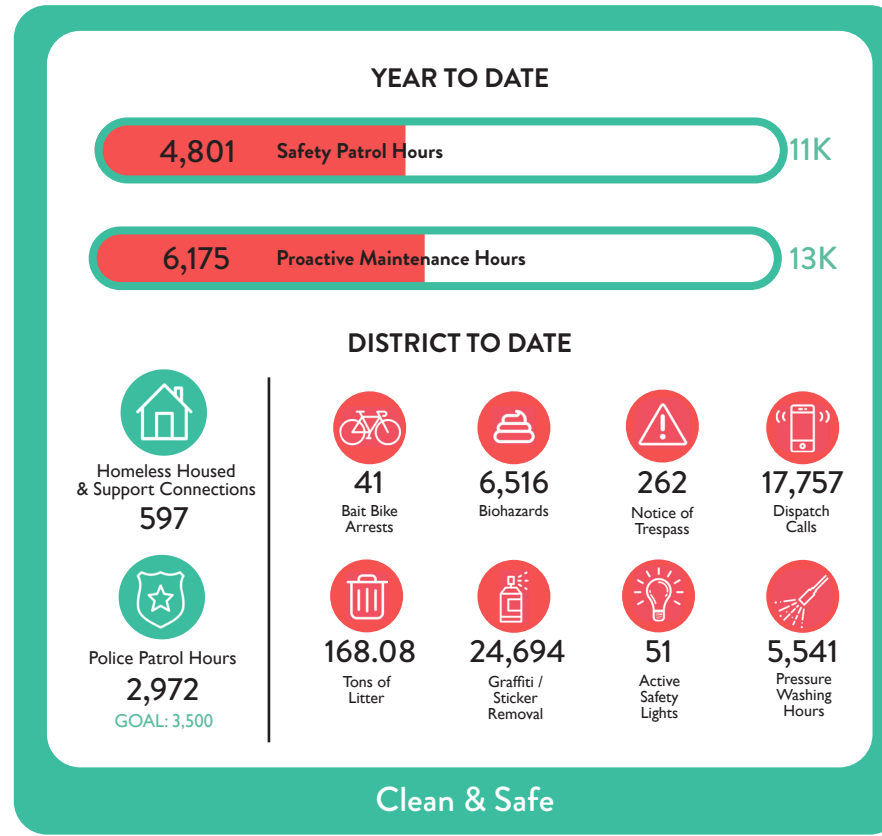 YEAR TO DATE
4,801 Safety Patrol Hours 11K
6,175 Proactive Maintenance Hours 13K
DISTRICT TO DATE
Homeless Housed
& Support Connections
597
Police Patrol Hours
2,972
GOAL: 3,500
41
Bait Bike
Arrests
6,516
Biohazards
262
Notice of
Trespass
17,757
Dispatch
Calls
168.08
Tons of
Litter
24,694
Graffiti /
Sticker
Removal
51
Active
Safety
Lights
5,541
Pressure
Washing
Hours
Clean & Safe